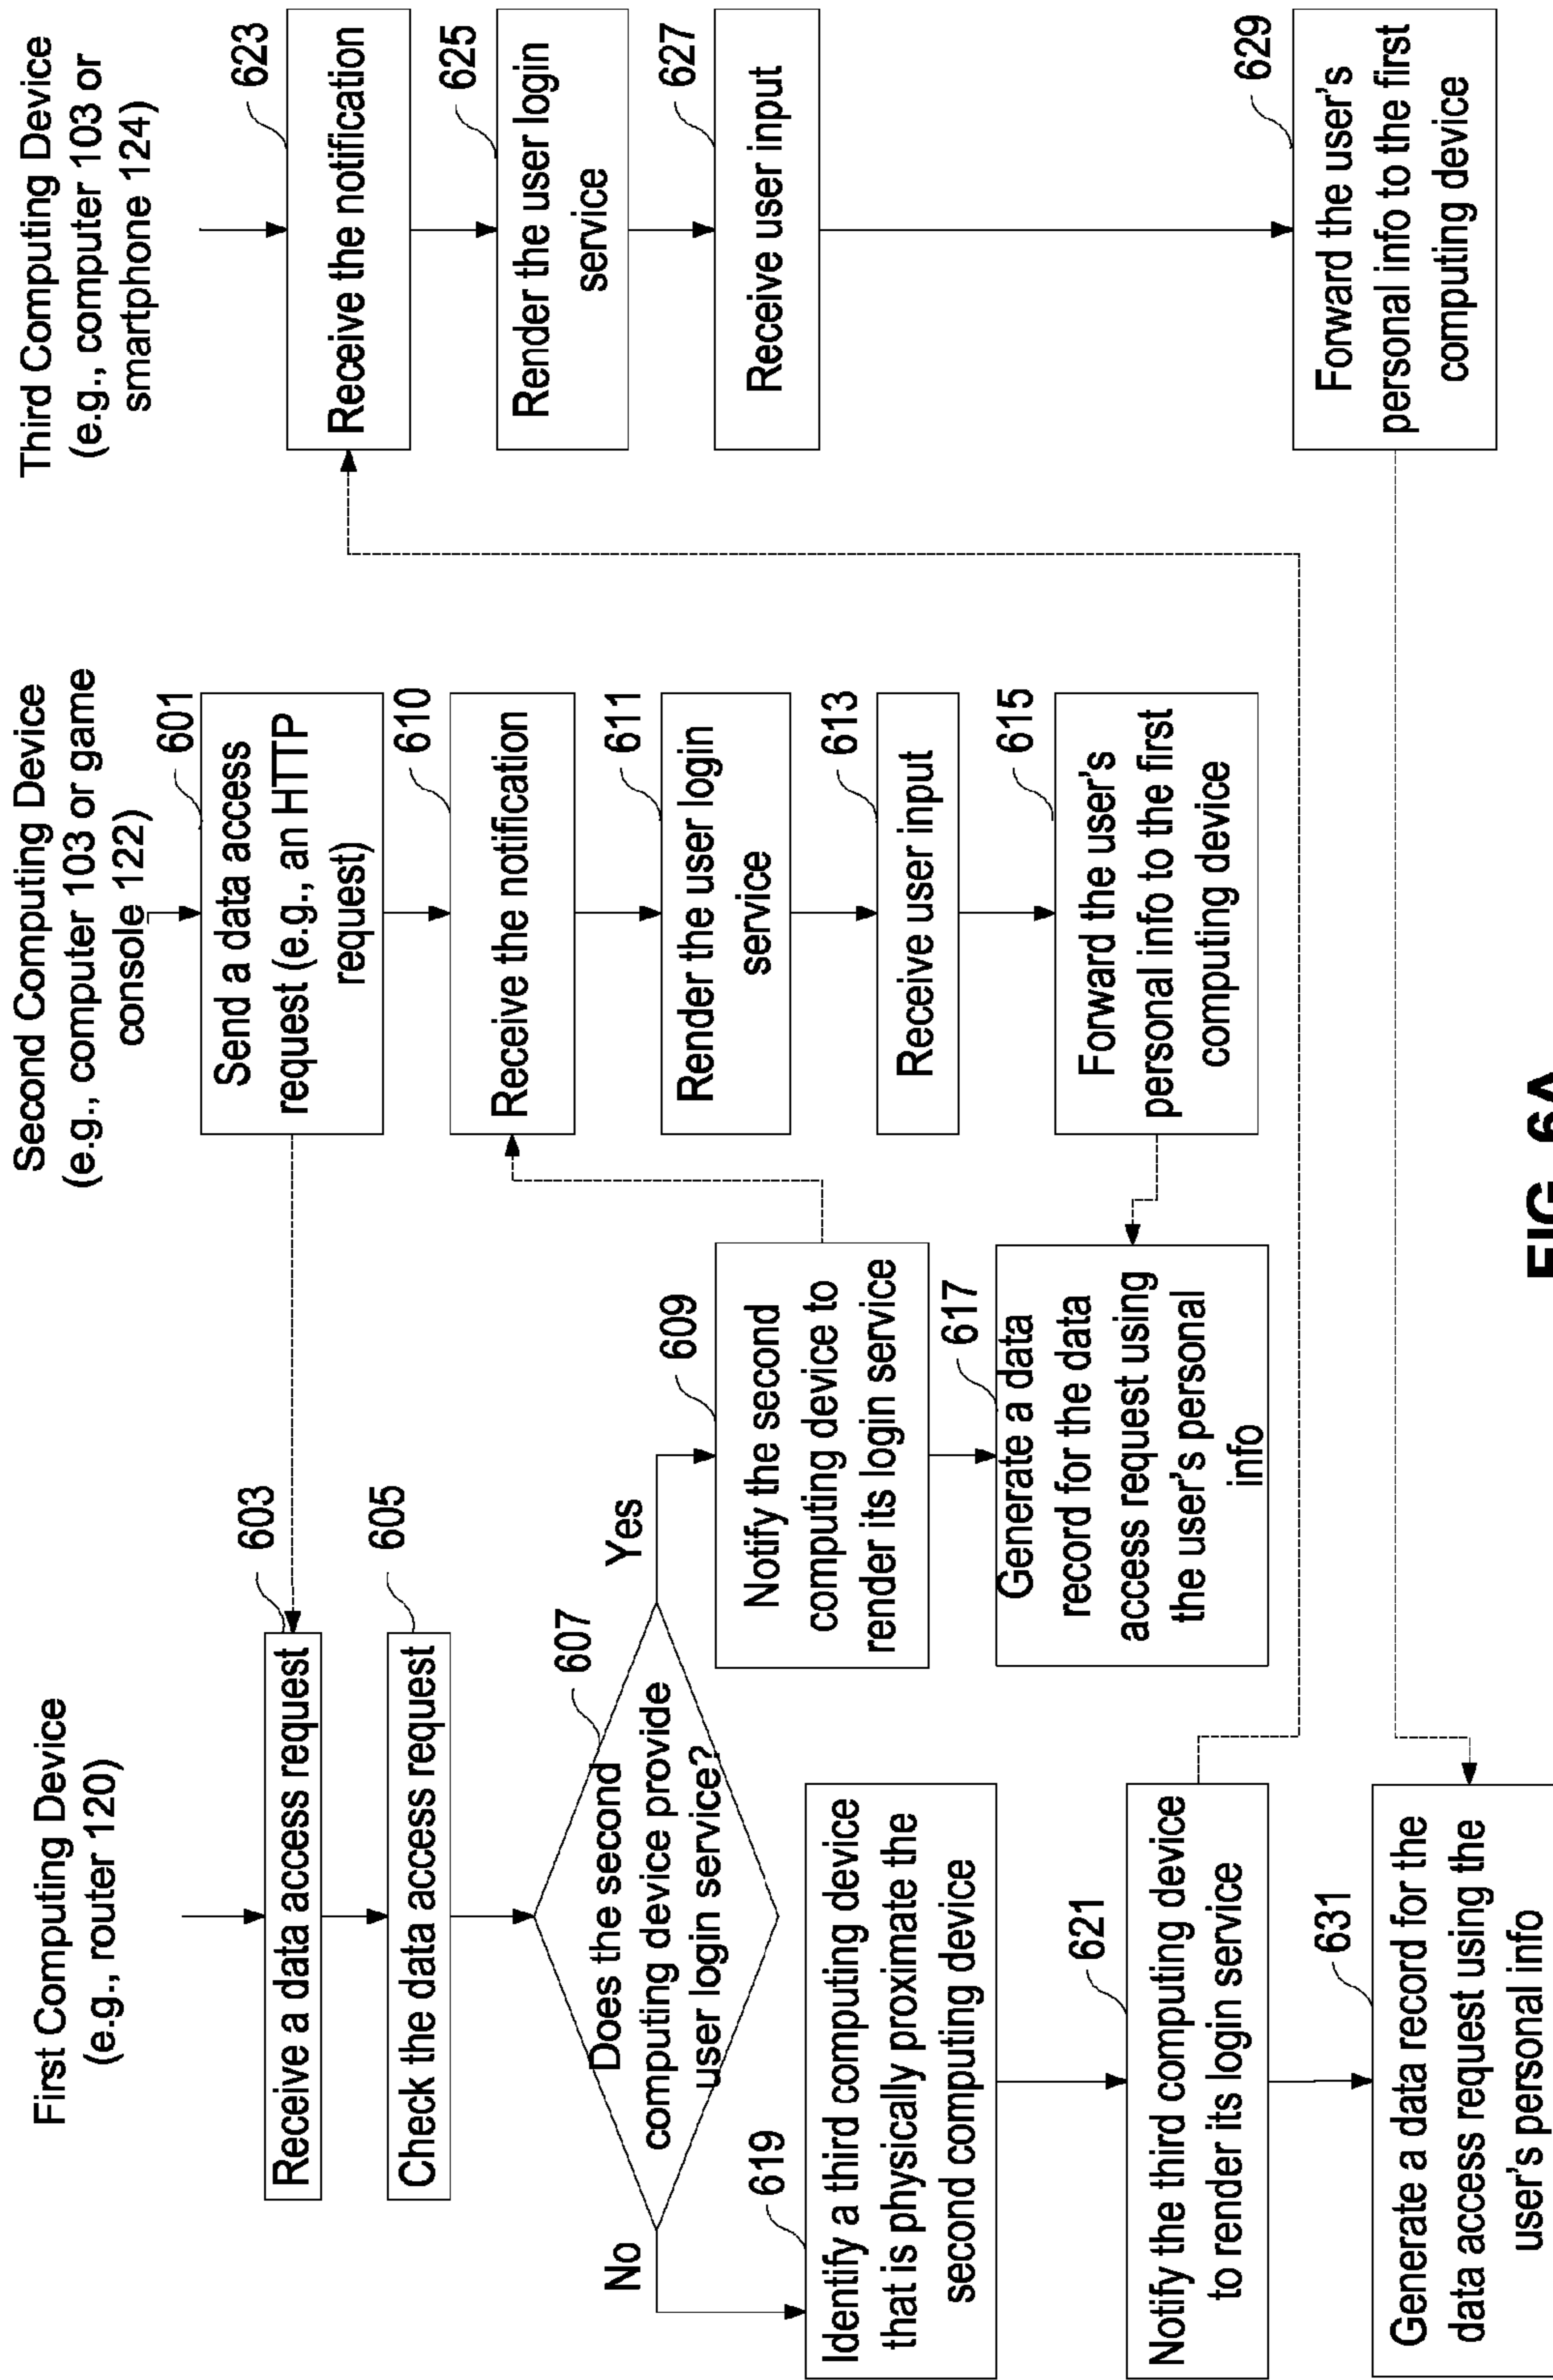 First Computing Device
(e.g., router 120)
603
Receive a data access request
605
Check the data access request
607
Does the second
computing device provide
user login service?
No
Yes
619
Identify a third computing device
that is physically proximate the
second computing device
621
Notify the third computing device
to render its login service
631
Generate a data record for the
data access request using the
user's personal info
609
Notify the second
computing device to
render its login service
617
Generate a data
record for the data
access request using
the user's personal
info
Second Computing Device
(e.g., computer 103 or game
console 122)
601
Send a data access
request (e.g., an HTTP
request)
610
Receive the notification
611
Render the user login
service
613
Receive user input
615
Forward the user's
personal info to the first
computing device
Third Computing Device
(e.g., computer 103 or
smartphone 124)
623
Receive the notification
625
Render the user login
service
627
Receive user input
629
Forward the user's
personal info to the first
computing device
FIG. 6A